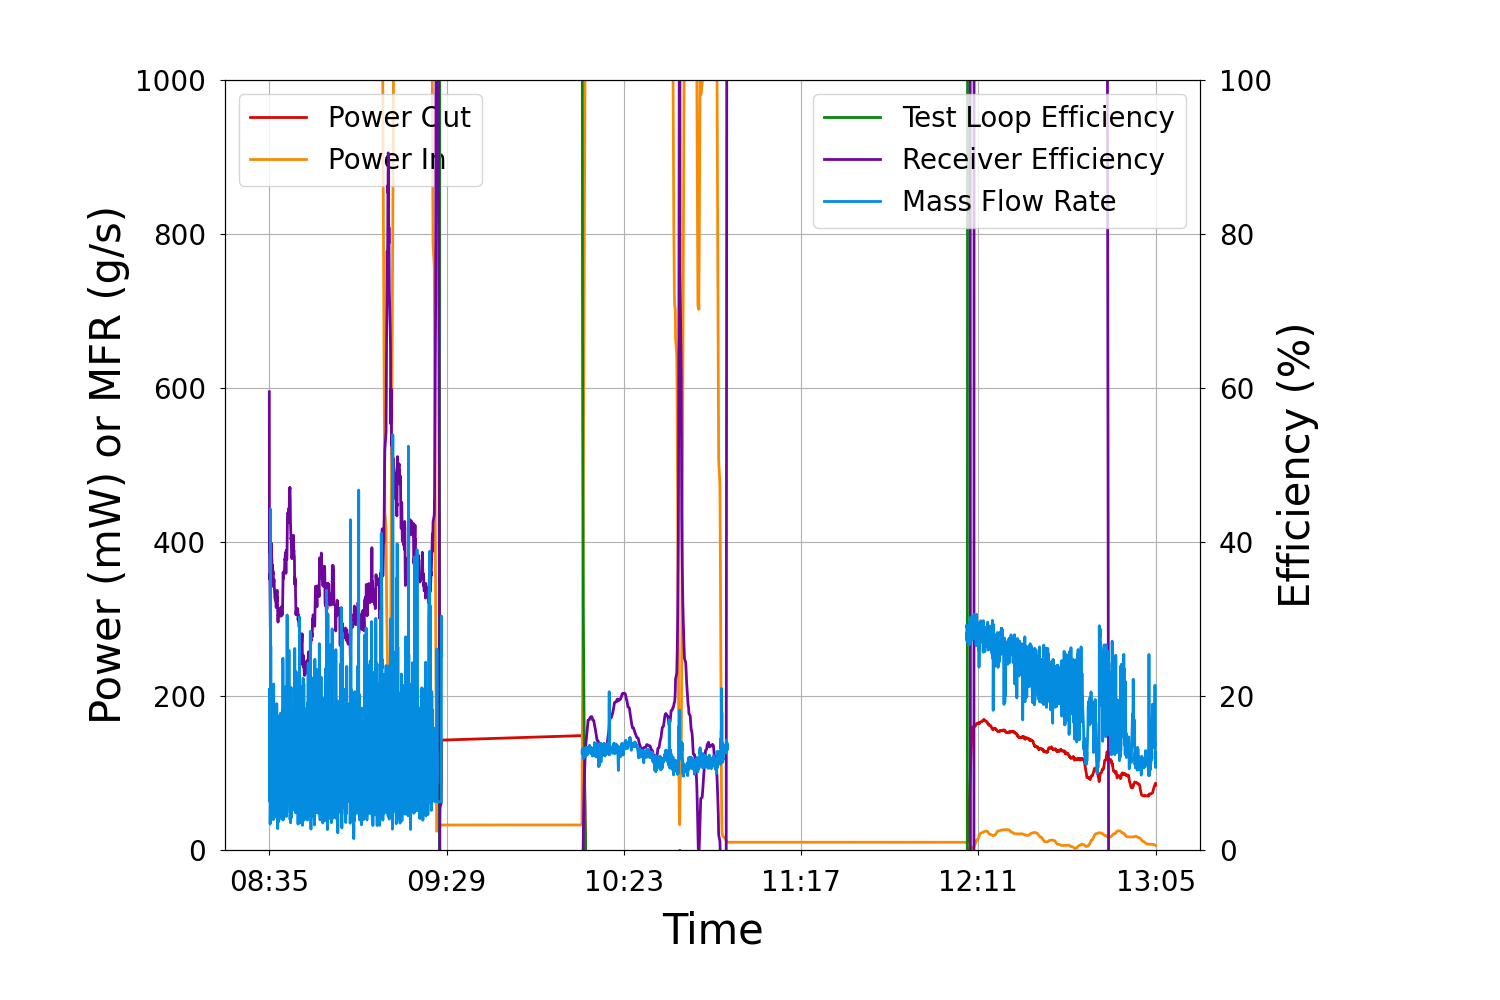 1000
800
600
400
200
0
Power (mW) or MFR (g/s)
Power Out
Power In
Test Loop Efficiency
Receiver Efficiency
Mass Flow Rate
100
80
60
40
20
0
Efficiency (%)
08:35 09:29 10:23 11:17 12:11 13:05
Time